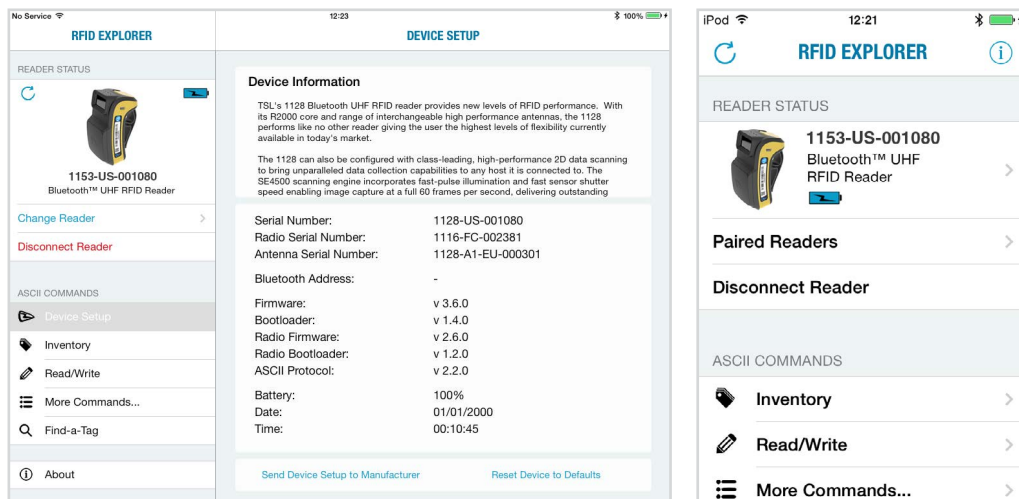 No Service 12:23 100%
RFID EXPLORER
READER STATUS
1153-US-001080
Bluetooth™ UHF RFID Reader
Change Reader
Disconnect Reader
ASCII COMMANDS
Device Setup
Inventory
Read/Write
More Commands...
Find-a-Tag
About
DEVICE SETUP
Device Information
TSL's 1128 Bluetooth UHF RFID reader provides new levels of RFID performance. With
its R2000 core and range of interchangeable high performance antennas, the 1128
performs like no other reader giving the user the highest levels of flexibility currently
available in today's market.
The 1128 can also be configured with class-leading, high-performance 2D data scanning
to bring unparalleled data collection capabilities to any host it is connected to. The
SE4500 scanning engine incorporates fast-pulse illumination and fast sensor shutter
speed enabling image capture at a full 60 frames per second, delivering outstanding
Serial Number: 1128-US-001080
Radio Serial Number: 1116-FC-002381
Antenna Serial Number: 1128-A1-EU-000301
Bluetooth Address: -
Firmware: v 3.6.0
Bootloader: v 1.4.0
Radio Firmware: v 2.6.0
Radio Bootloader: v 1.2.0
ASCII Protocol: v 2.2.0
Battery: 100%
Date: 01/01/2000
Time: 00:10:45
Send Device Setup to Manufacturer Reset Device to Defaults
iPod 12:21
RFID EXPLORER
READER STATUS
1153-US-001080
Bluetooth™ UHF
RFID Reader
Paired Readers
Disconnect Reader
ASCII COMMANDS
Inventory
Read/Write
More Commands...